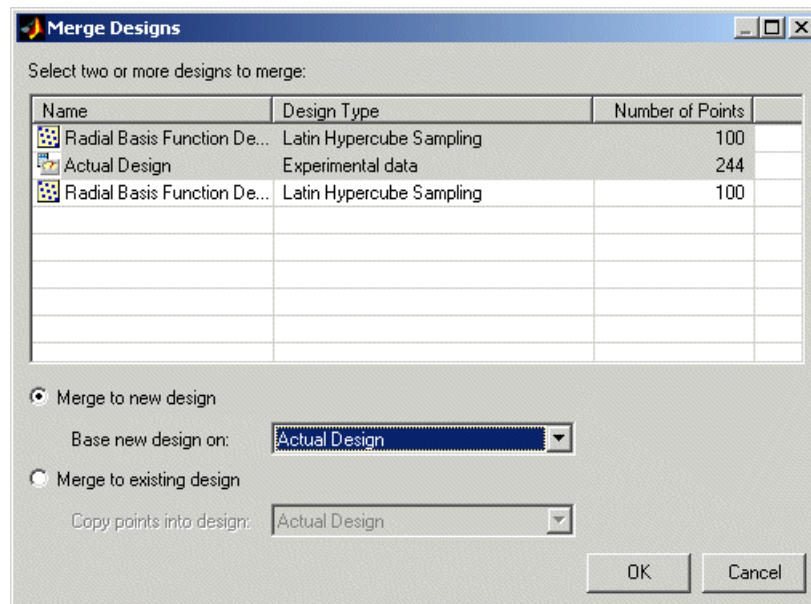 Merge Designs
Select two or more designs to merge:
Name Design Type Number of Points
Radial Basis Function De... Latin Hypercube Sampling 100
Actual Design Experimental data 244
Radial Basis Function De... Latin Hypercube Sampling 100
Merge to new design
Base new design on: Actual Design
Merge to existing design
Copy points into design: Actual Design
OK Cancel